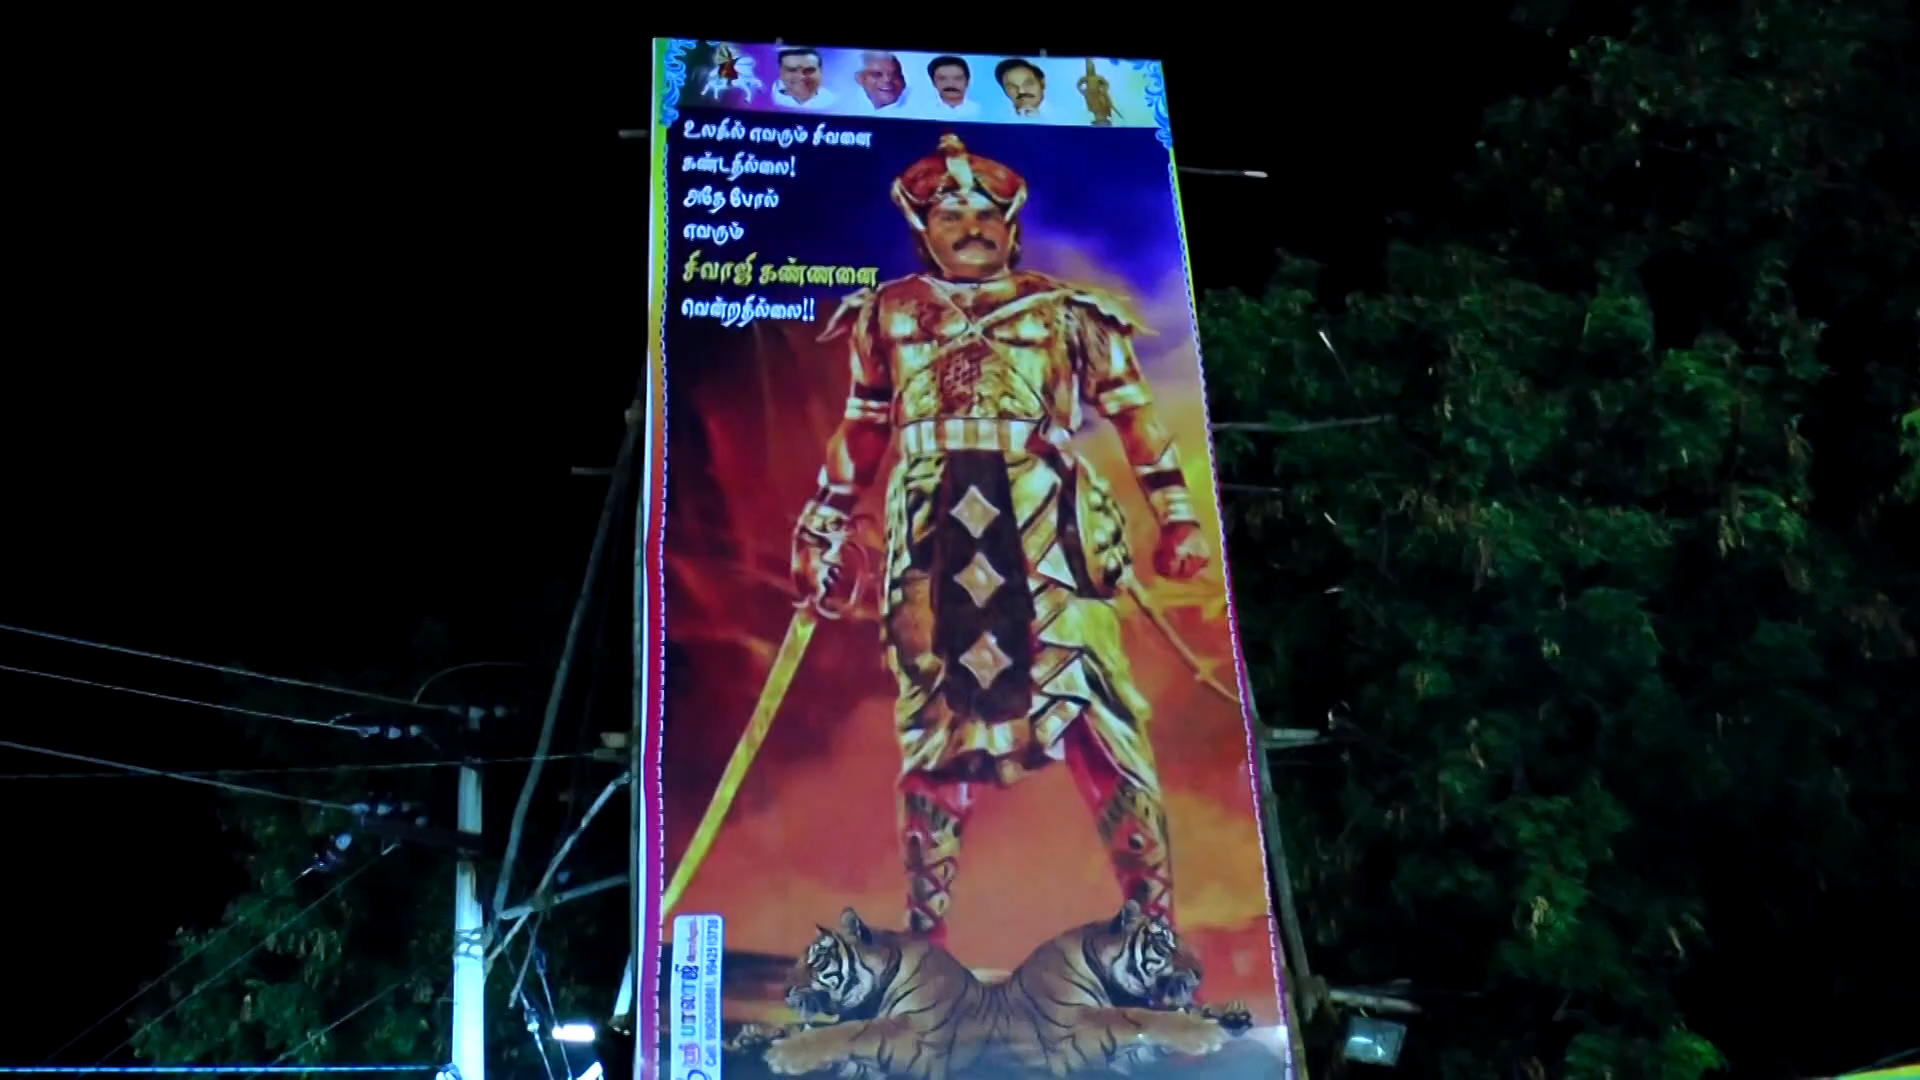 உலகில் எவரும் சிவனை
கண்டதில்லை!
அதே போல்
எவரும்
சிவாஜி கண்ணனை
வென்றதில்லை!!
ஸ்ரீ பாலாஜி